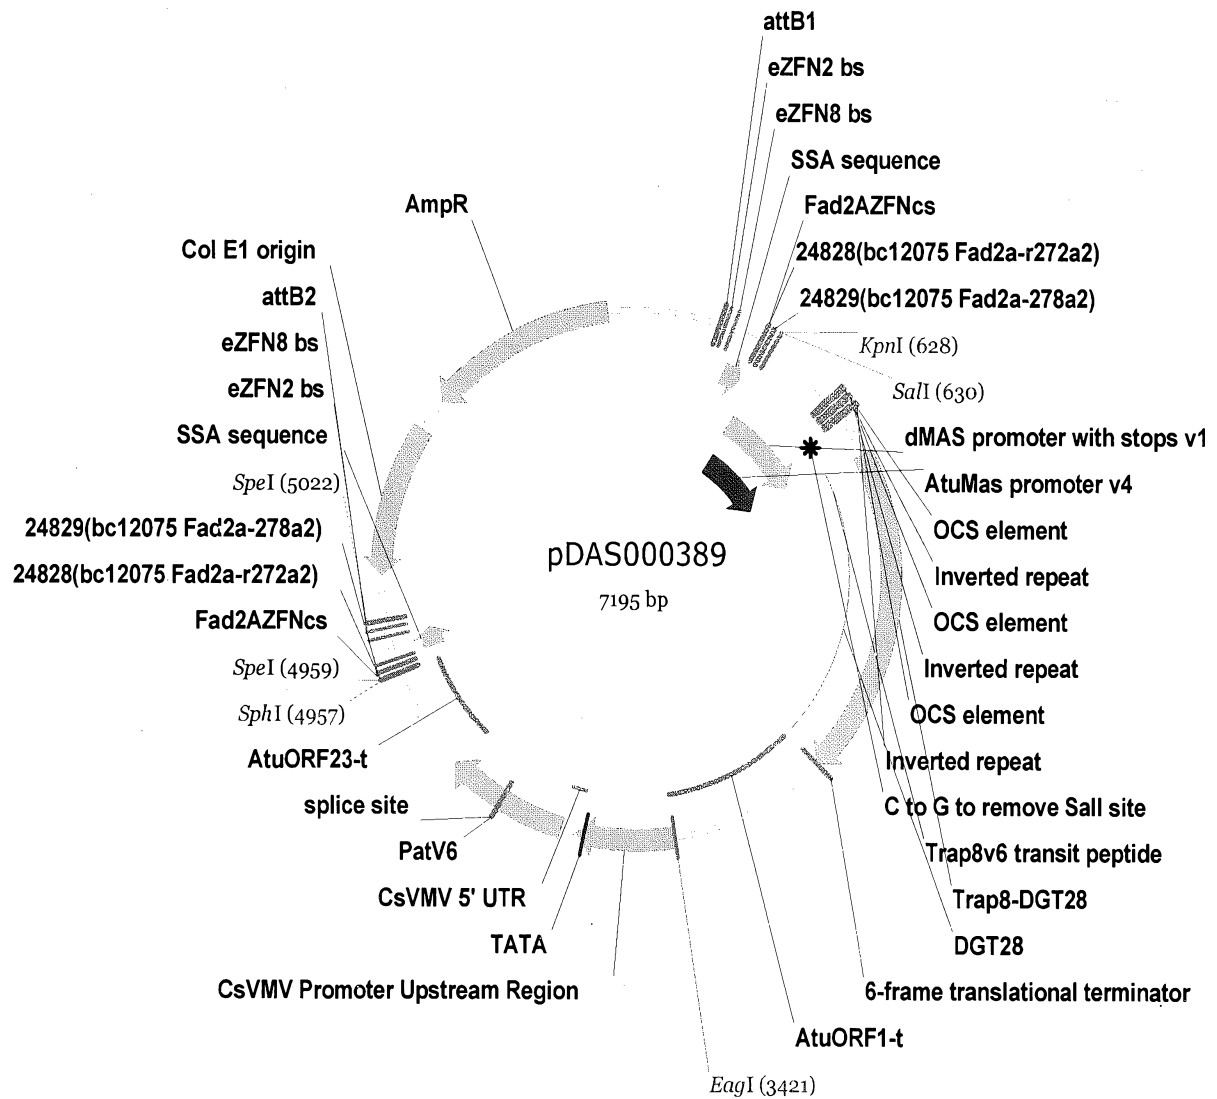 attB1
eZFN2 bs
eZFN8 bs
SSA sequence
Fad2AZFNcs
24828(bc12075 Fad2a-r272a2)
24829(bc12075 Fad2a-278a2)
KpnI (628)
SalI (630)
dMAS promoter with stops v1
AtuMas promoter v4
OCS element
Inverted repeat
OCS element
Inverted repeat
OCS element
Inverted repeat
C to G to remove SalI site
Trap8v6 transit peptide
Trap8-DGT28
DGT28
6-frame translational terminator
AtuORF1-t
EagI (3421)
AmpR
Col E1 origin
attB2
eZFN8 bs
eZFN2 bs
SSA sequence
SpeI (5022)
24829(bc12075 Fad2a-278a2)
24828(bc12075 Fad2a-r272a2)
Fad2AZFNcs
SpeI (4959)
SphI (4957)
AtuORF23-t
splice site
PatV6
CsVMV 5' UTR
TATA
CsVMV Promoter Upstream Region
pDAS000389
7195 bp